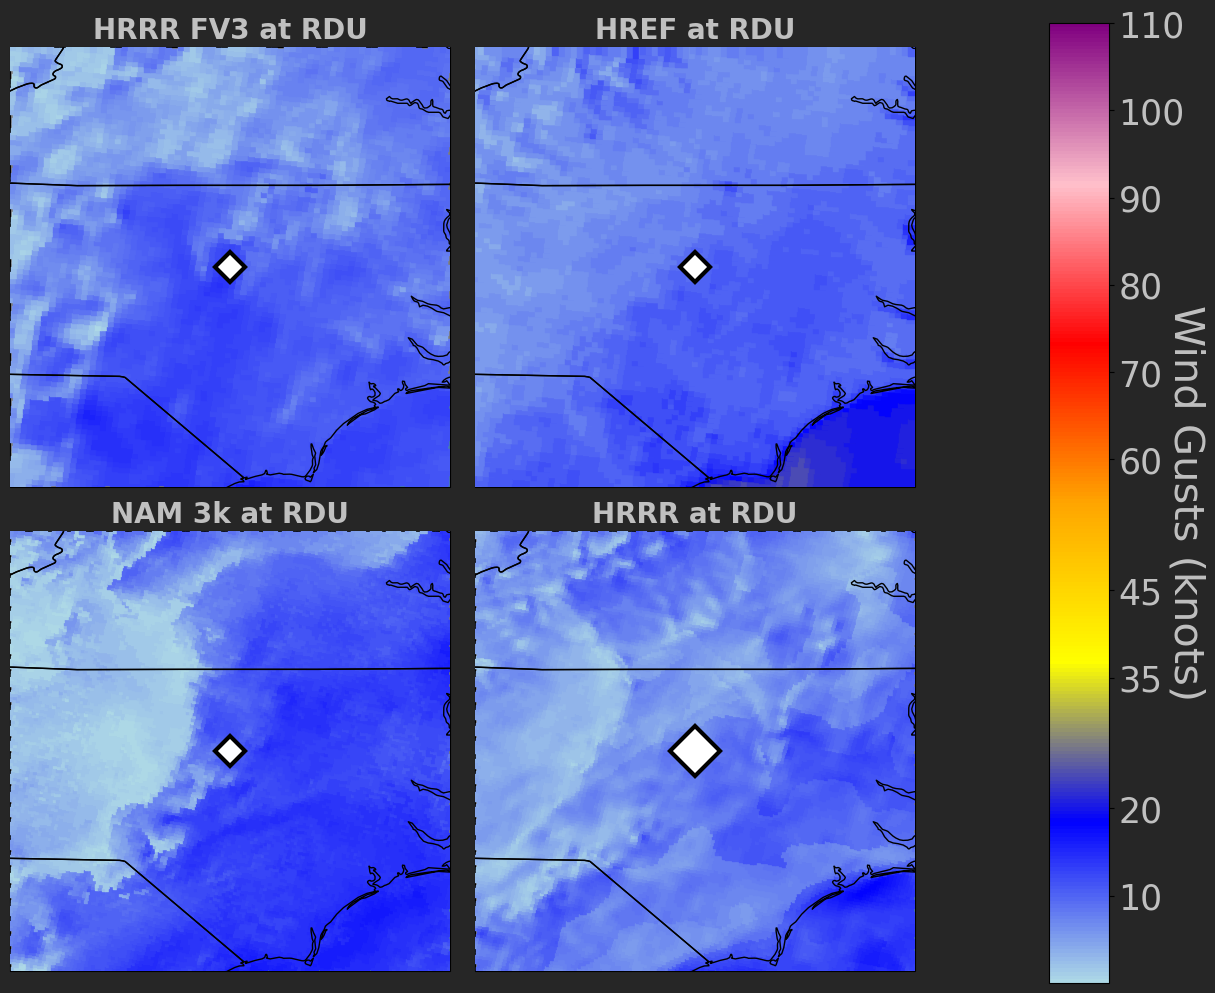 HRRR FV3 at RDU
HREF at RDU
NAM 3k at RDU
HRRR at RDU
110
100
90
80
70
60
45
35
20
10
Wind Gusts (knots)